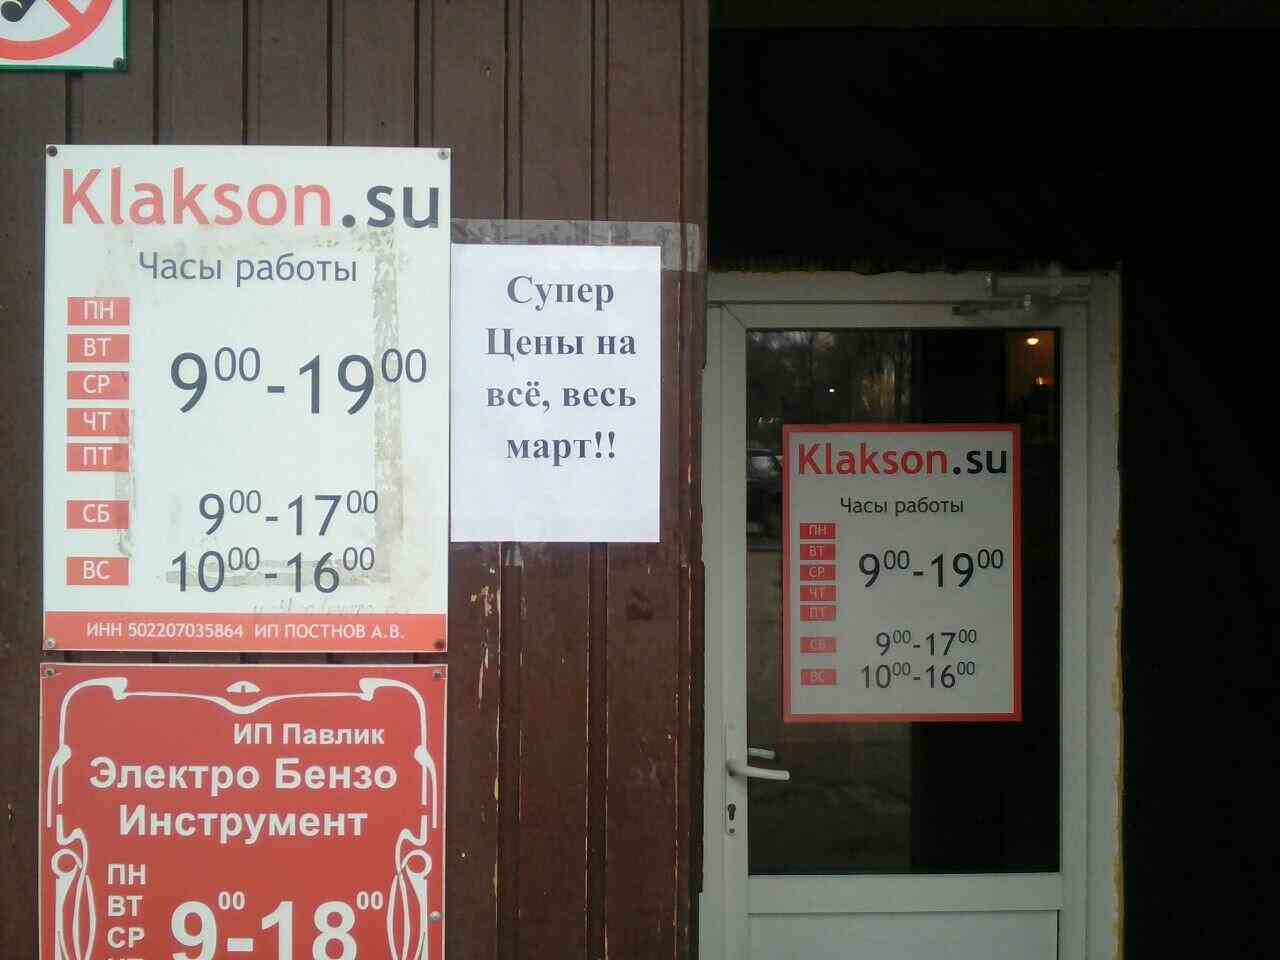 Klakson.su
Часы работы
ПН
ВТ
СР
ЧТ
ПТ
9⁰⁰-19⁰⁰
СБ 9⁰⁰-17⁰⁰
ВС 10⁰⁰-16⁰⁰
ИНН 502207035864 ИП ПОСТНОВ А.В.
Супер
Цены на
всё, весь
март!!
ИП Павлик
Электро Бензо
Инструмент
ПН
ВТ
СР
9⁰⁰-18⁰⁰
Klakson.su
Часы работы
ПН
ВТ
СР
ЧТ
ПТ
9⁰⁰-19⁰⁰
СБ 9⁰⁰-17⁰⁰
ВС 10⁰⁰-16⁰⁰